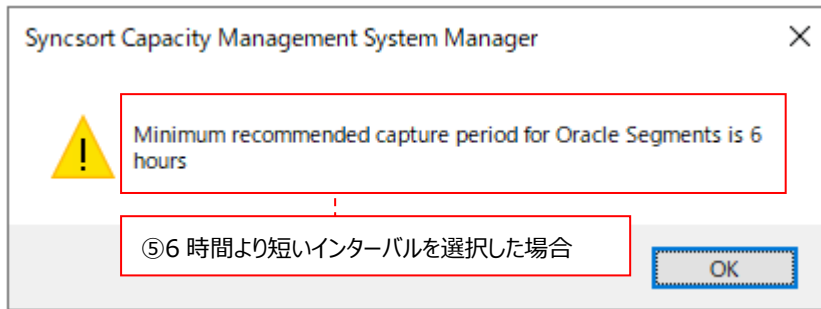 Syncsort Capacity Management System Manager
Minimum recommended capture period for Oracle Segments is 6
hours
⑤6 時間より短いインターバルを選択した場合
OK